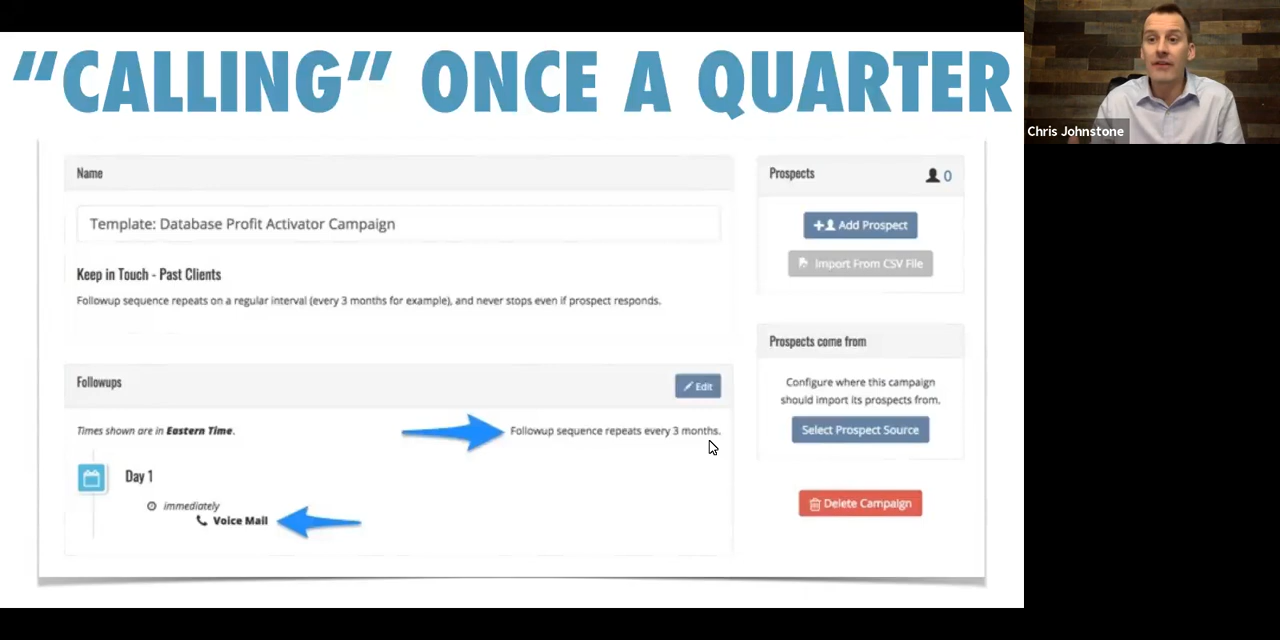 “CALLING” ONCE A QUARTER
Chris Johnstone
Name
Template: Database Profit Activator Campaign
Keep in Touch - Past Clients
Followup sequence repeats on a regular interval (every 3 months for example), and never stops even if prospect responds.
Followups
Edit
Times shown are in Eastern Time.
Followup sequence repeats every 3 months.
Day 1
immediately
Voice Mail
Prospects
0
Add Prospect
Import From CSV File
Prospects come from
Configure where this campaign
should import its prospects from.
Select Prospect Source
Delete Campaign